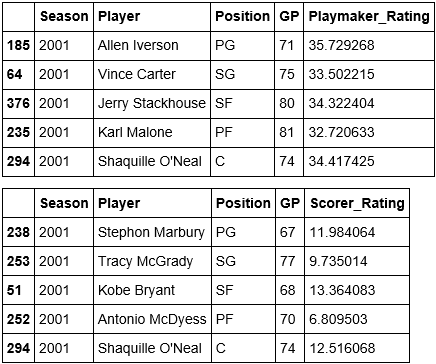 Season Player Position GP Playmaker_Rating
185 2001 Allen Iverson PG 71 35.729268
64 2001 Vince Carter SG 75 33.502215
376 2001 Jerry Stackhouse SF 80 34.322404
235 2001 Karl Malone PF 81 32.720633
294 2001 Shaquille O'Neal C 74 34.417425
Season Player Position GP Scorer_Rating
238 2001 Stephon Marbury PG 67 11.984064
253 2001 Tracy McGrady SG 77 9.735014
51 2001 Kobe Bryant SF 68 13.364083
252 2001 Antonio McDyess PF 70 6.809503
294 2001 Shaquille O'Neal C 74 12.516068